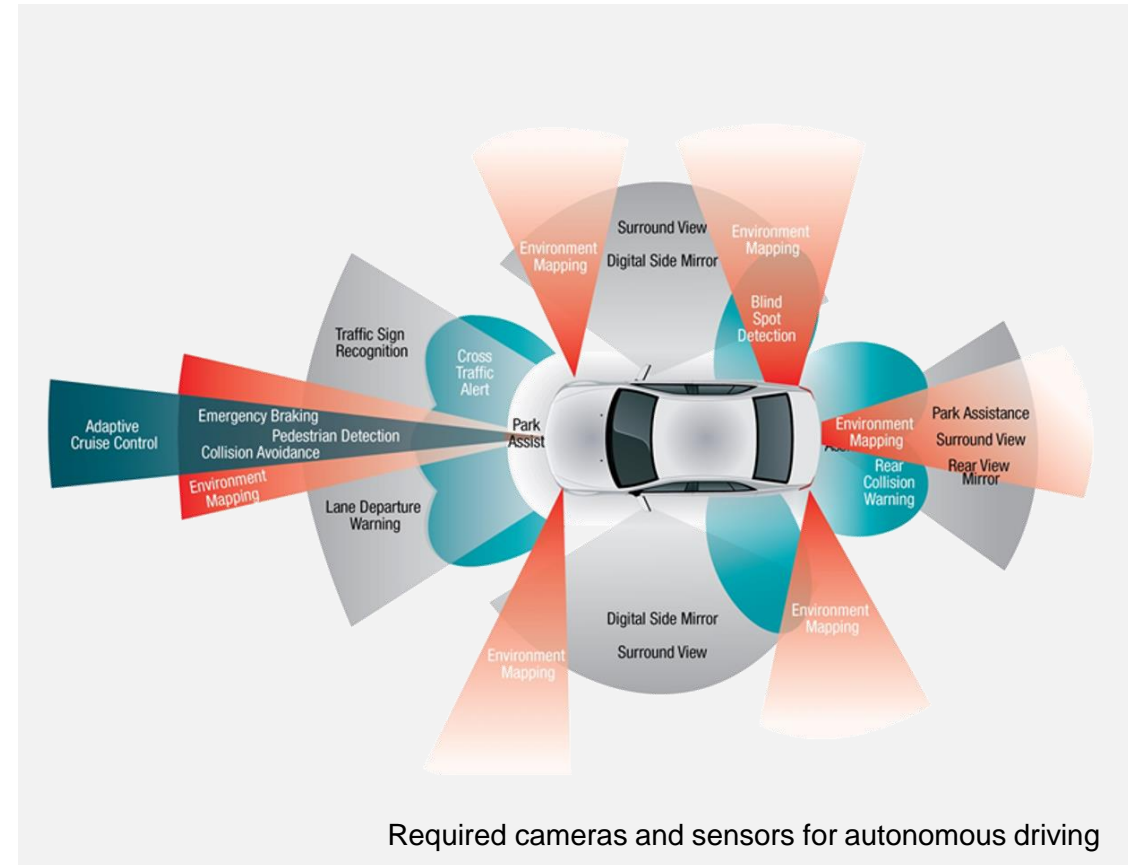 Surround View
Digital Side Mirror
Environment
Mapping
Environment
Mapping
Blind
Spot
Detection
Traffic Sign
Recognition
Cross
Traffic
Alert
Adaptive
Cruise Control
Emergency Braking
Pedestrian Detection
Collision Avoidance
Environment
Mapping
Lane Departure
Warning
Park
Assist
Environment
Mapping
Rear
Collision
Warning
Park Assistance
Surround View
Rear View
Mirror
Digital Side Mirror
Surround View
Environment
Mapping
Environment
Mapping
Required cameras and sensors for autonomous driving